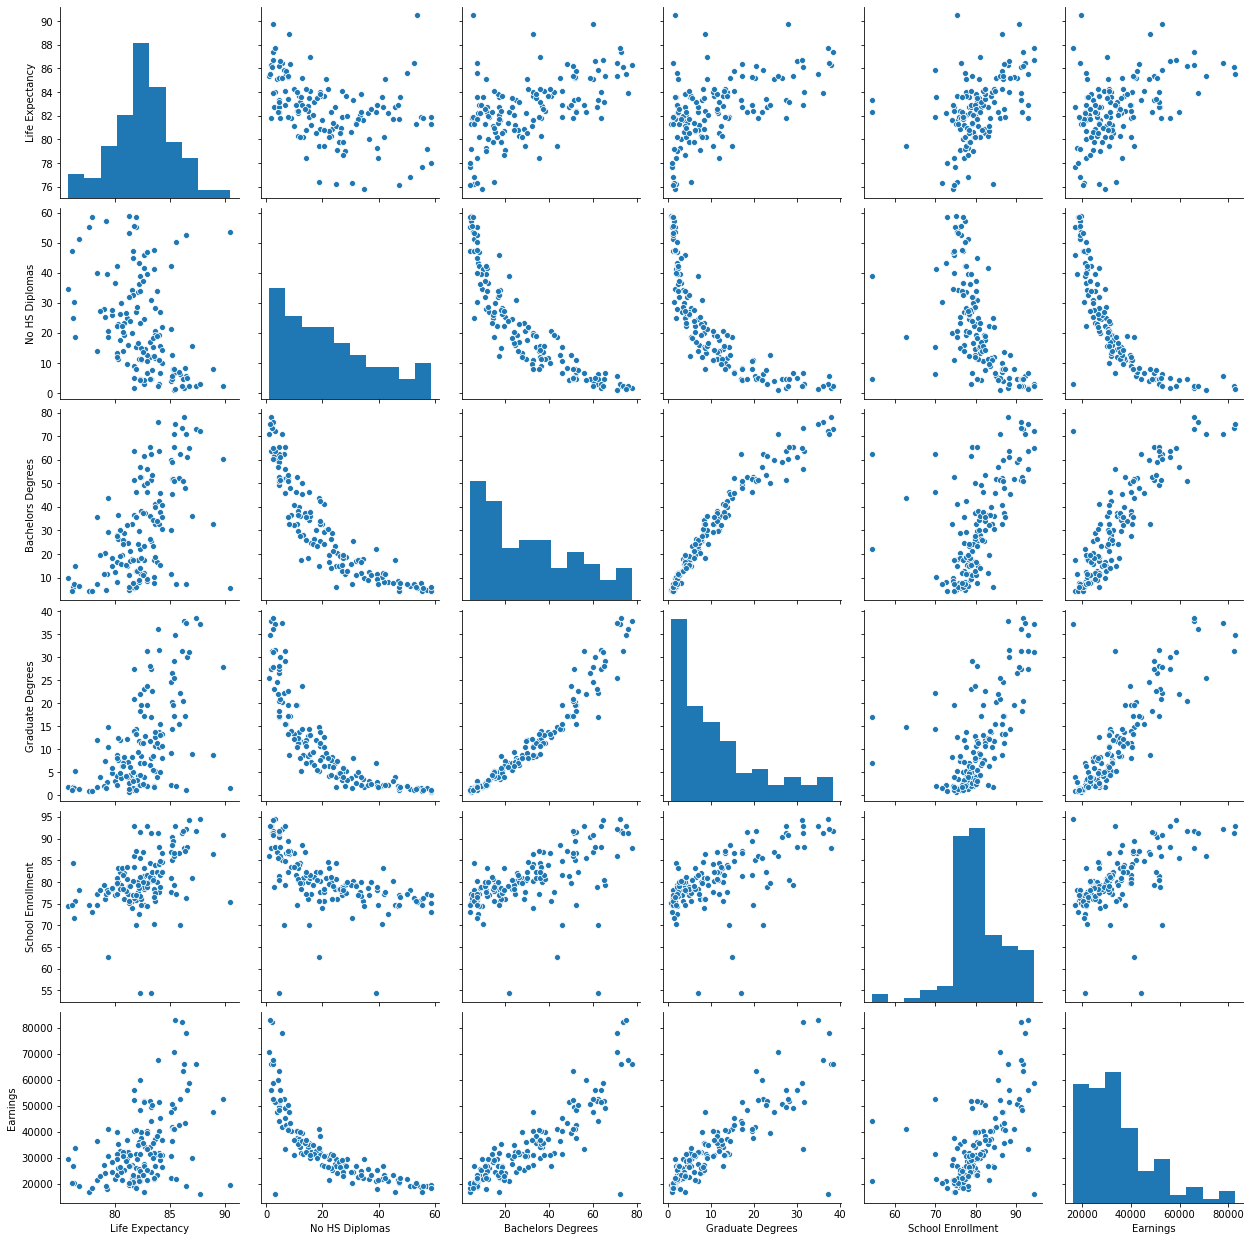 90
88
86
84
82
80
78
76
Life Expectancy
60
50
40
30
20
10
0
No HS Diplomas
80
70
60
50
40
30
20
10
Bachelors Degrees
40
35
30
25
20
15
10
5
0
Graduate Degrees
95
90
85
80
75
70
65
60
55
School Enrollment
80000
70000
60000
50000
40000
30000
20000
Earnings
80 85 90
Life Expectancy
0 20 40 60
No HS Diplomas
20 40 60 80
Bachelors Degrees
0 10 20 30 40
Graduate Degrees
60 70 80 90
School Enrollment
20000 40000 60000 80000
Earnings